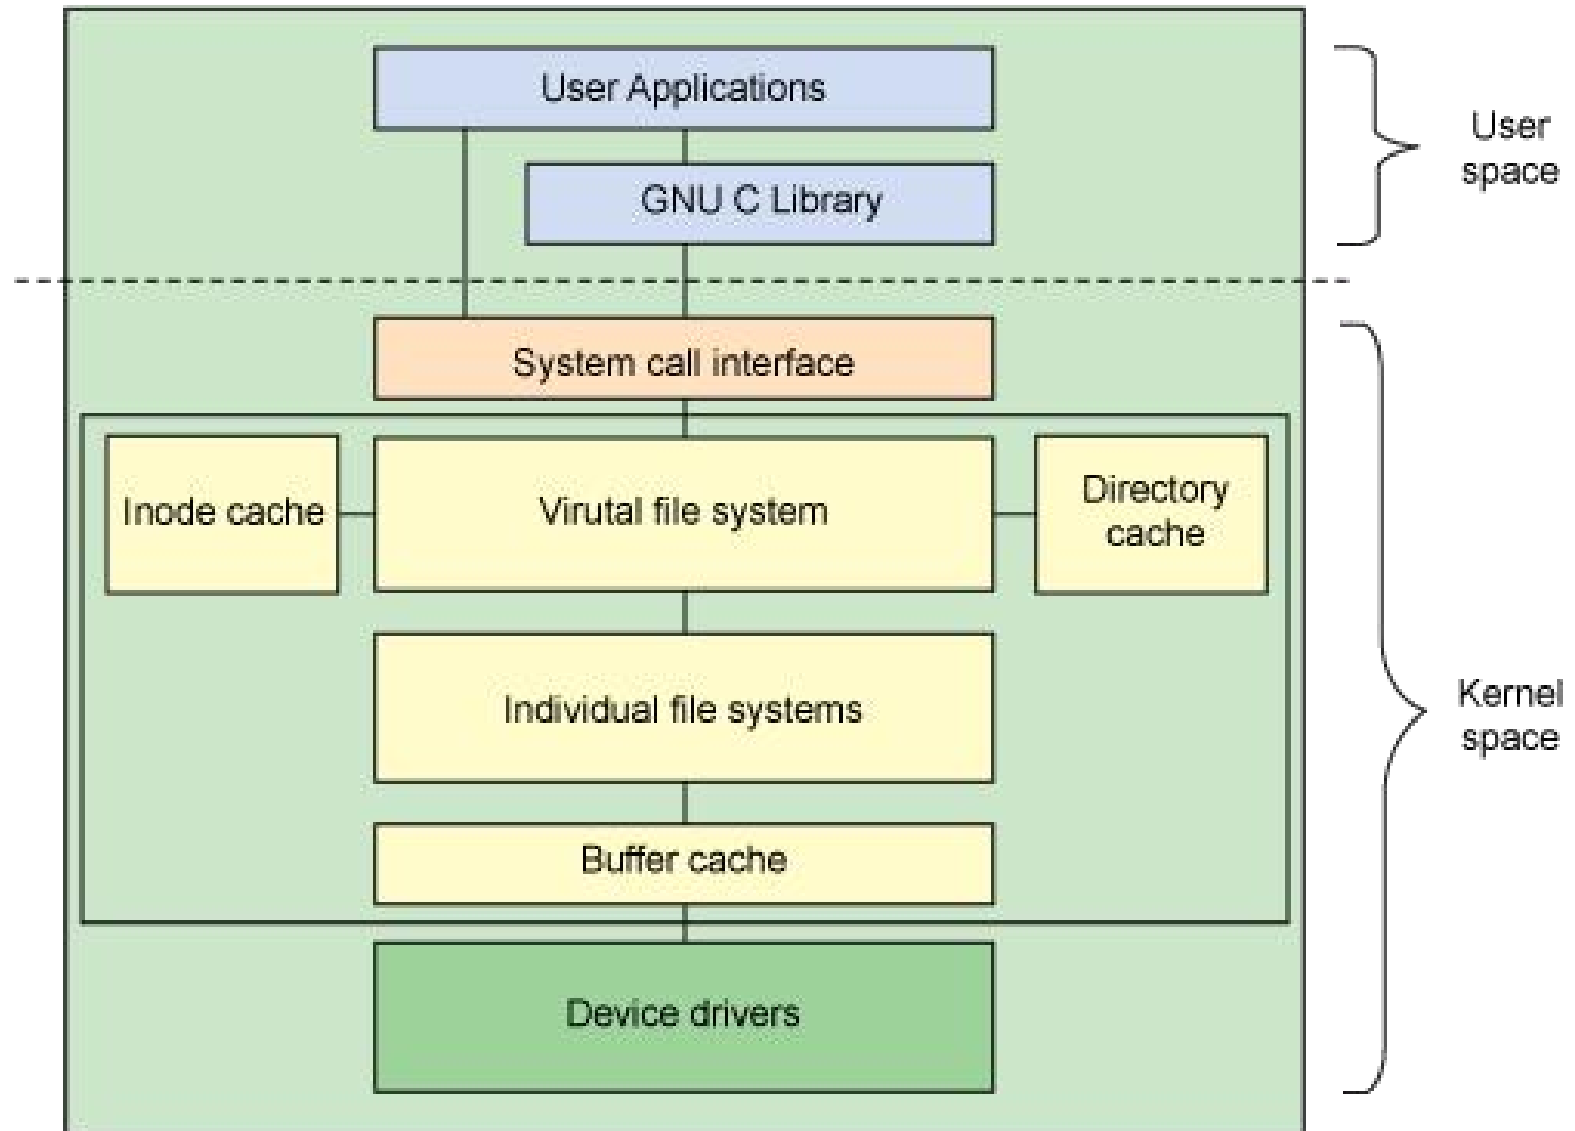 User Applications
User
space
GNU C Library
System call interface
Inode cache
Virutal file system
Directory
cache
Individual file systems
Kernel
space
Buffer cache
Device drivers